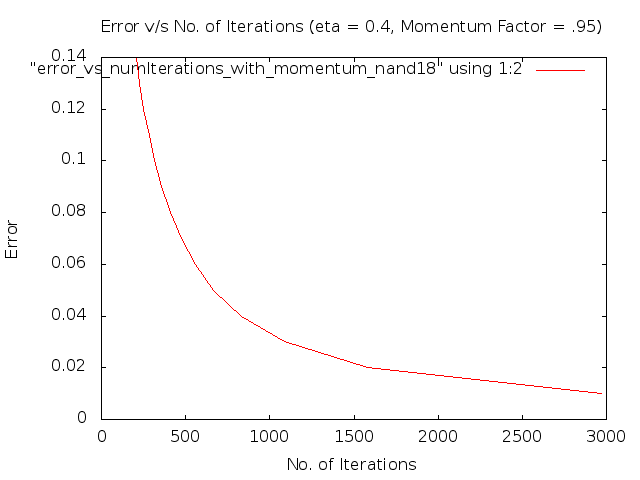 Error v/s No. of Iterations (eta = 0.4, Momentum Factor = .95)
0.14
"error_vs_numIterations_with_momentum_nand18" using 1:2
0.12
0.1
0.08
0.06
0.04
0.02
0
Error
0 500 1000 1500 2000 2500 3000
No. of Iterations